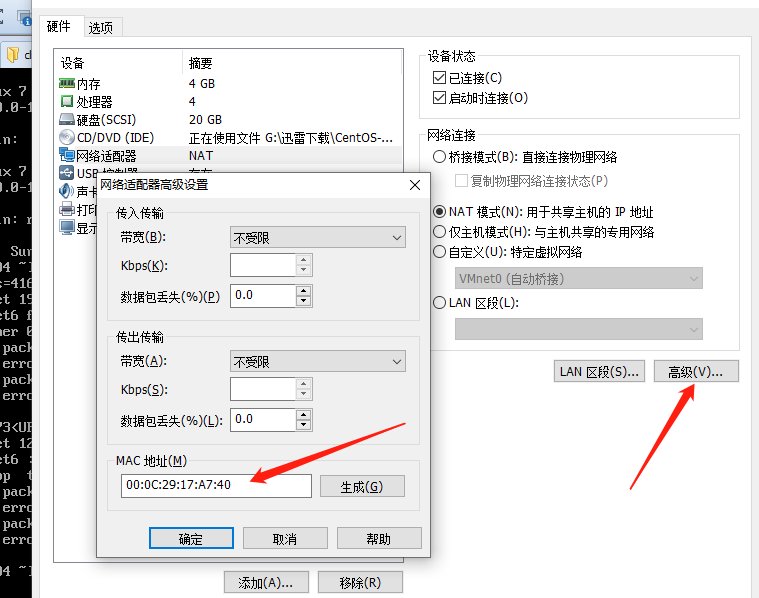 硬件 选项
设备 摘要
内存 4 GB
处理器 4
硬盘(SCSI) 20 GB
CD/DVD (IDE) 正在使用文件 G:\迅雷下载\CentOS-...
网络适配器 NAT
USB
声卡
打印
显示
添加(A)... 移除(R)
设备状态
已连接(C)
启动时连接(O)
网络连接
桥接模式(B): 直接连接物理网络
复制物理网络连接状态(P)
NAT 模式(N): 用于共享主机的 IP 地址
仅主机模式(H): 与主机共享的专用网络
自定义(U): 特定虚拟网络
VMnet0 (自动桥接)
LAN 区段(L):
LAN 区段(S)... 高级(V)...
网络适配器高级设置
传入传输
带宽(B): 不受限
Kbps(K):
数据包丢失(%)(P) 0.0
传出传输
带宽(A): 不受限
Kbps(S):
数据包丢失(%)(L): 0.0
MAC 地址(M)
00:0C:29:17:A7:40 生成(G)
确定 取消 帮助